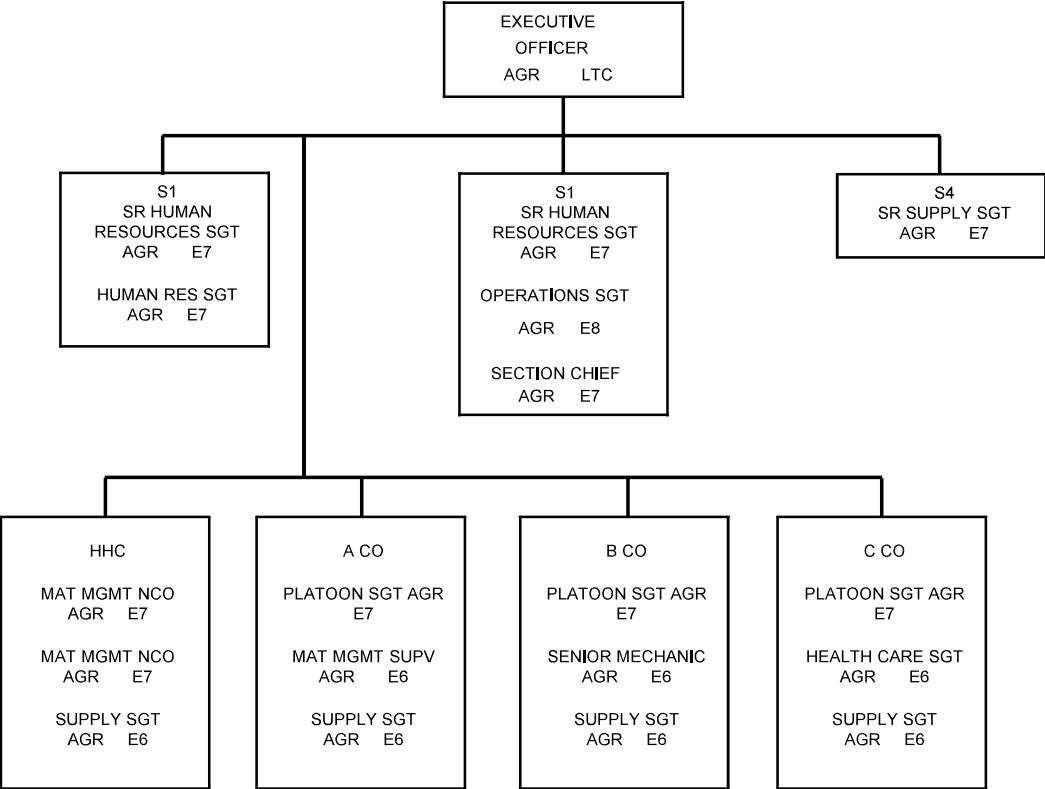 EXECUTIVE
OFFICER
AGR LTC
S1
SR HUMAN
RESOURCES SGT
AGR E7
HUMAN RES SGT
AGR E7
S1
SR HUMAN
RESOURCES SGT
AGR E7
OPERATIONS SGT
AGR E8
SECTION CHIEF
AGR E7
S4
SR SUPPLY SGT
AGR E7
HHC
MAT MGMT NCO
AGR E7
MAT MGMT NCO
AGR E7
SUPPLY SGT
AGR E6
A CO
PLATOON SGT AGR
E7
MAT MGMT SUPV
AGR E6
SUPPLY SGT
AGR E6
B CO
PLATOON SGT AGR
E7
SENIOR MECHANIC
AGR E6
SUPPLY SGT
AGR E6
C CO
PLATOON SGT AGR
E7
HEALTH CARE SGT
AGR E6
SUPPLY SGT
AGR E6